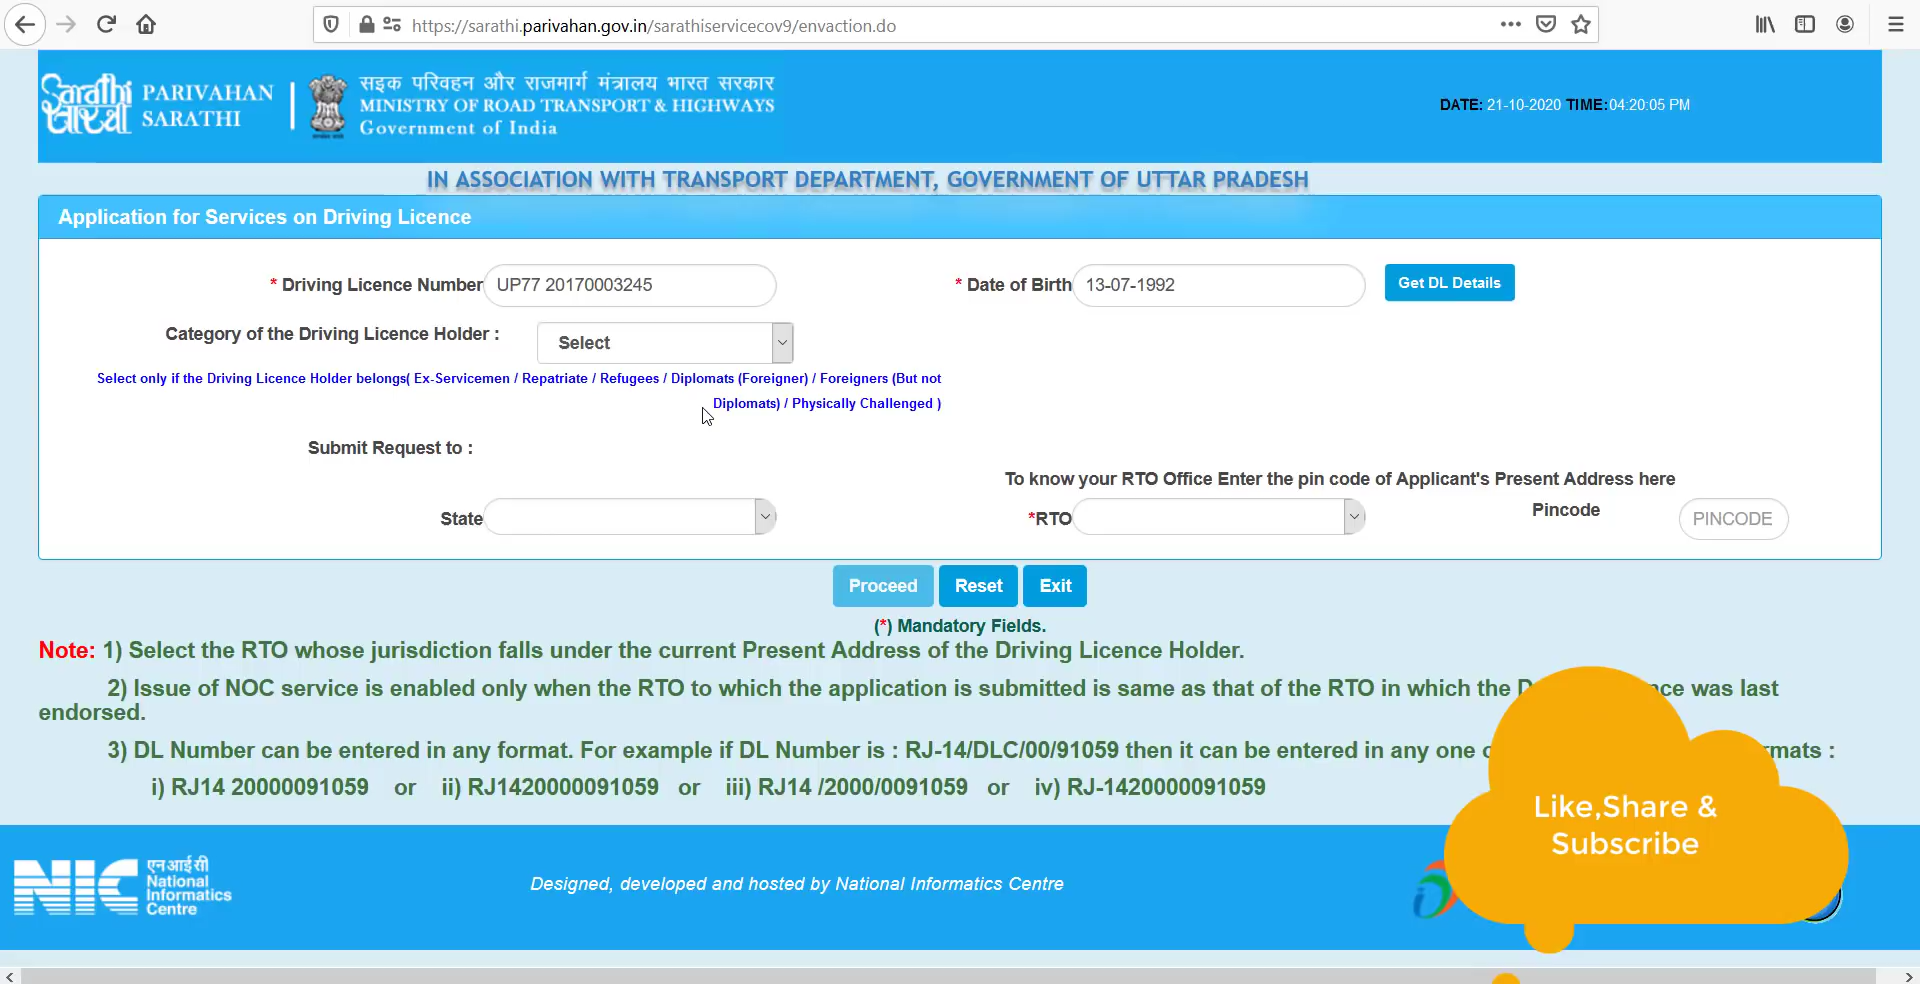 https://sarathi.parivahan.gov.in/sarathiservicecov9/envaction.do
Sarathi
सारथी
PARIVAHAN
SARATHI
सड़क परिवहन और राजमार्ग मंत्रालय भारत सरकार
MINISTRY OF ROAD TRANSPORT & HIGHWAYS
Government of India
DATE: 21-10-2020 TIME:04:20:05 PM
IN ASSOCIATION WITH TRANSPORT DEPARTMENT, GOVERNMENT OF UTTAR PRADESH
Application for Services on Driving Licence
* Driving Licence Number UP77 20170003245
* Date of Birth 13-07-1992 Get DL Details
Category of the Driving Licence Holder : Select
Select only if the Driving Licence Holder belongs( Ex-Servicemen / Repatriate / Refugees / Diplomats (Foreigner) / Foreigners (But not
Diplomats) / Physically Challenged )
Submit Request to :
To know your RTO Office Enter the pin code of Applicant's Present Address here
State *RTO Pincode PINCODE
Proceed Reset Exit
(*) Mandatory Fields.
Note: 1) Select the RTO whose jurisdiction falls under the current Present Address of the Driving Licence Holder.
2) Issue of NOC service is enabled only when the RTO to which the application is submitted is same as that of the RTO in which the was last
endorsed.
3) DL Number can be entered in any format. For example if DL Number is : RJ-14/DLC/00/91059 then it can be entered in any one :
i) RJ14 20000091059 or ii) RJ1420000091059 or iii) RJ14 /2000/0091059 or iv) RJ-1420000091059
Like,Share &
Subscribe
NIC
एन आई सी
National
Informatics
Centre
Designed, developed and hosted by National Informatics Centre